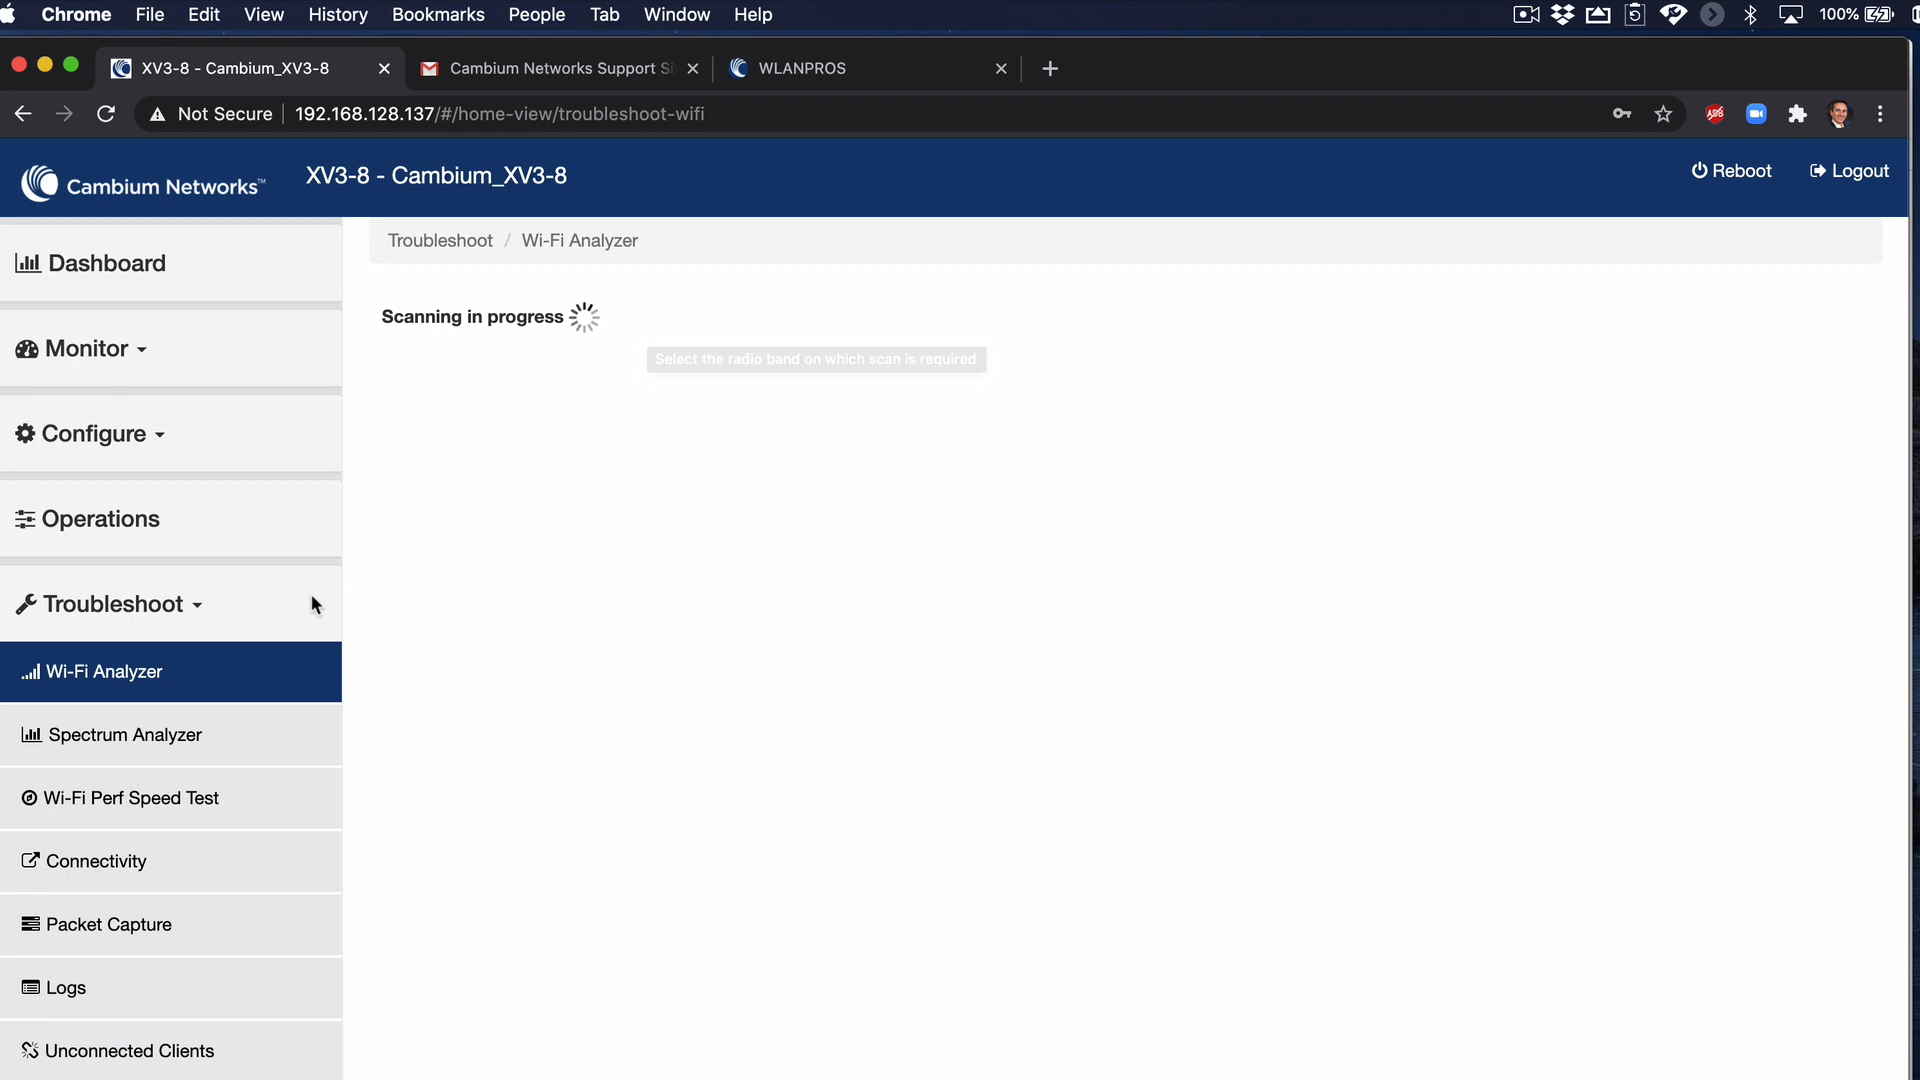 Chrome File Edit View History Bookmarks People Tab Window Help 100%
XV3-8 - Cambium_XV3-8 Cambium Networks Support Si WLANPROS
Not Secure 192.168.128.137/#/home-view/troubleshoot-wifi ABP
Cambium Networks™ XV3-8 - Cambium_XV3-8 Reboot Logout
Troubleshoot / Wi-Fi Analyzer
Dashboard
Scanning in progress
Monitor
Select the radio band on which scan is required
Configure
Operations
Troubleshoot
Wi-Fi Analyzer
Spectrum Analyzer
Wi-Fi Perf Speed Test
Connectivity
Packet Capture
Logs
Unconnected Clients